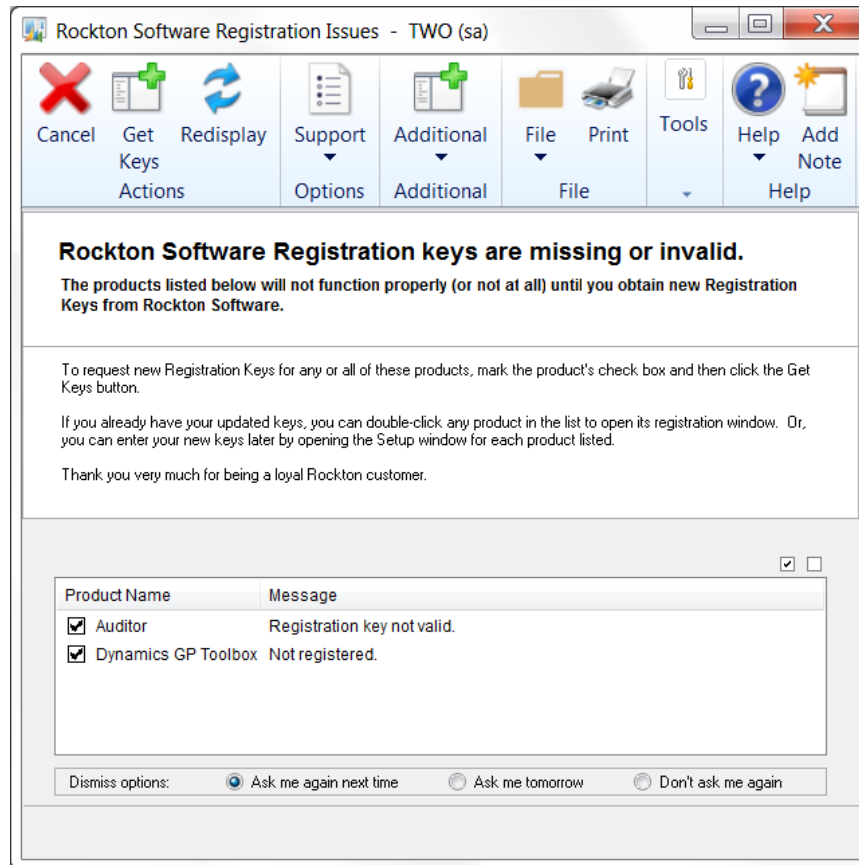 Rockton Software Registration Issues - TWO (sa)
Cancel Get Keys Redisplay Support Additional File Print Tools Help Add Note
Actions Options Additional File Help
Rockton Software Registration keys are missing or invalid.
The products listed below will not function properly (or not at all) until you obtain new Registration
Keys from Rockton Software.
To request new Registration Keys for any or all of these products, mark the product's check box and then click the Get
Keys button.
If you already have your updated keys, you can double-click any product in the list to open its registration window. Or,
you can enter your new keys later by opening the Setup window for each product listed.
Thank you very much for being a loyal Rockton customer.
Product Name Message
Auditor Registration key not valid.
Dynamics GP Toolbox Not registered.
Dismiss options: Ask me again next time Ask me tomorrow Don't ask me again